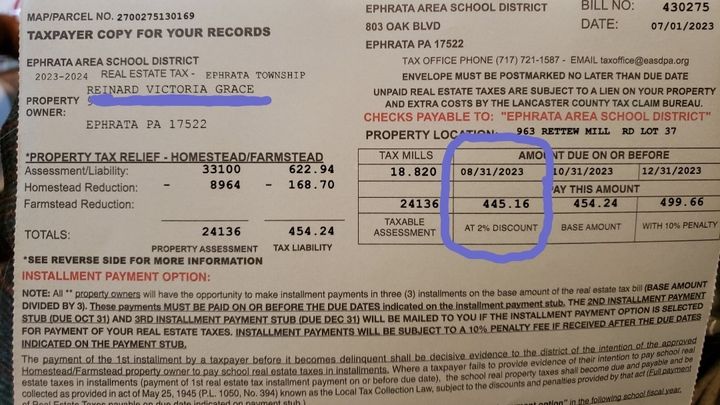 MAP/PARCEL NO. 2700275130169
TAXPAYER COPY FOR YOUR RECORDS
EPHRATA AREA SCHOOL DISTRICT
2023-2024 REAL ESTATE TAX - EPHRATA TOWNSHIP
REINARD VICTORIA GRACE
PROPERTY
OWNER:
EPHRATA PA 17522
EPHRATA AREA SCHOOL DISTRICT
803 OAK BLVD
EPHRATA PA 17522
BILL NO: 430275
DATE: 07/01/2023
TAX OFFICE PHONE (717) 721-1587 - EMAIL taxoffice@easdpa.org
ENVELOPE MUST BE POSTMARKED NO LATER THAN DUE DATE
UNPAID REAL ESTATE TAXES ARE SUBJECT TO A LIEN ON YOUR PROPERTY
AND EXTRA COSTS BY THE LANCASTER COUNTY TAX CLAIM BUREAU.
CHECKS PAYABLE TO: "EPHRATA AREA SCHOOL DISTRICT"
PROPERTY LOCATION: 963 RETTEW MILL RD LOT 37
*PROPERTY TAX RELIEF - HOMESTEAD/FARMSTEAD
Assessment/Liability: 33100 622.94
Homestead Reduction: - 8964 - 168.70
Farmstead Reduction:
TOTALS: 24136 454.24
PROPERTY ASSESSMENT TAX LIABILITY
*SEE REVERSE SIDE FOR MORE INFORMATION
TAX MILLS AMOUNT DUE ON OR BEFORE
18.820 08/31/2023 10/31/2023 12/31/2023
PAY THIS AMOUNT
24136 445.16 454.24 499.66
TAXABLE ASSESSMENT AT 2% DISCOUNT BASE AMOUNT WITH 10% PENALTY
INSTALLMENT PAYMENT OPTION:
NOTE: All ** property owners will have the opportunity to make installment payments in three (3) installments on the base amount of the real estate tax bill (BASE AMOUNT
DIVIDED BY 3). These payments MUST BE PAID ON OR BEFORE THE DUE DATES indicated on the installment payment stub. THE 2ND INSTALLMENT PAYMENT
STUB (DUE OCT 31) AND 3RD INSTALLMENT PAYMENT STUB (DUE DEC 31) WILL BE MAILED TO YOU IF THE INSTALLMENT PAYMENT OPTION IS SELECTED
FOR PAYMENT OF YOUR REAL ESTATE TAXES. INSTALLMENT PAYMENTS WILL BE SUBJECT TO A 10% PENALTY FEE IF RECEIVED AFTER THE DUE DATES
INDICATED ON THE PAYMENT STUB.
The payment of the 1st installment by a taxpayer before it becomes delinquent shall be decisive evidence to the district of the intention of the approved
Homestead/Farmstead property owner to pay school real estate taxes in installments. Where a taxpayer fails to provide evidence of their intention to pay school real
estate taxes in installments (payment of 1st real estate tax installment payment on or before due date), the school real property taxes shall become due and payable and be
collected as provided in act of May 25, 1945 (P.L. 1050, No. 394) known as the Local Tax Collection Law, subject to the discounts and penalties provided by that act (Full payment
of Real Estate Taxes payable on due date indicated on payment stub) option" in the following school fiscal year.